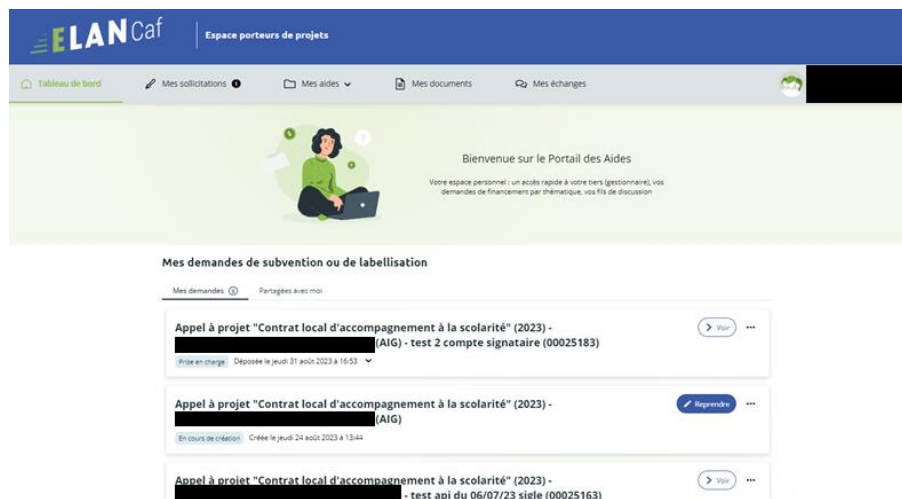 ELAN Caf
Espace porteurs de projets
Tableau de bord
Mes sollicitations
Mes aides
Mes documents
Mes échanges
Bienvenue sur le Portail des Aides
Votre espace personnel : un accès rapide à votre tiers (gestionnaire), vos
demandes de financement par thématique, vos fils de discussion
Mes demandes de subvention ou de labellisation
Mes demandes
Partagées avec moi
Appel à projet "Contrat local d'accompagnement à la scolarité" (2023) -
(AIG) - test 2 compte signataire (00025183)
Voir
Prise en charge Déposée le jeudi 31 août 2023 à 16:53
Appel à projet "Contrat local d'accompagnement à la scolarité" (2023) -
(AIG)
Reprendre
En cours de création Créée le jeudi 24 août 2023 à 13:44
Appel à projet "Contrat local d'accompagnement à la scolarité" (2023) -
- test api du 06/07/23 sigle (00025163)
Voir